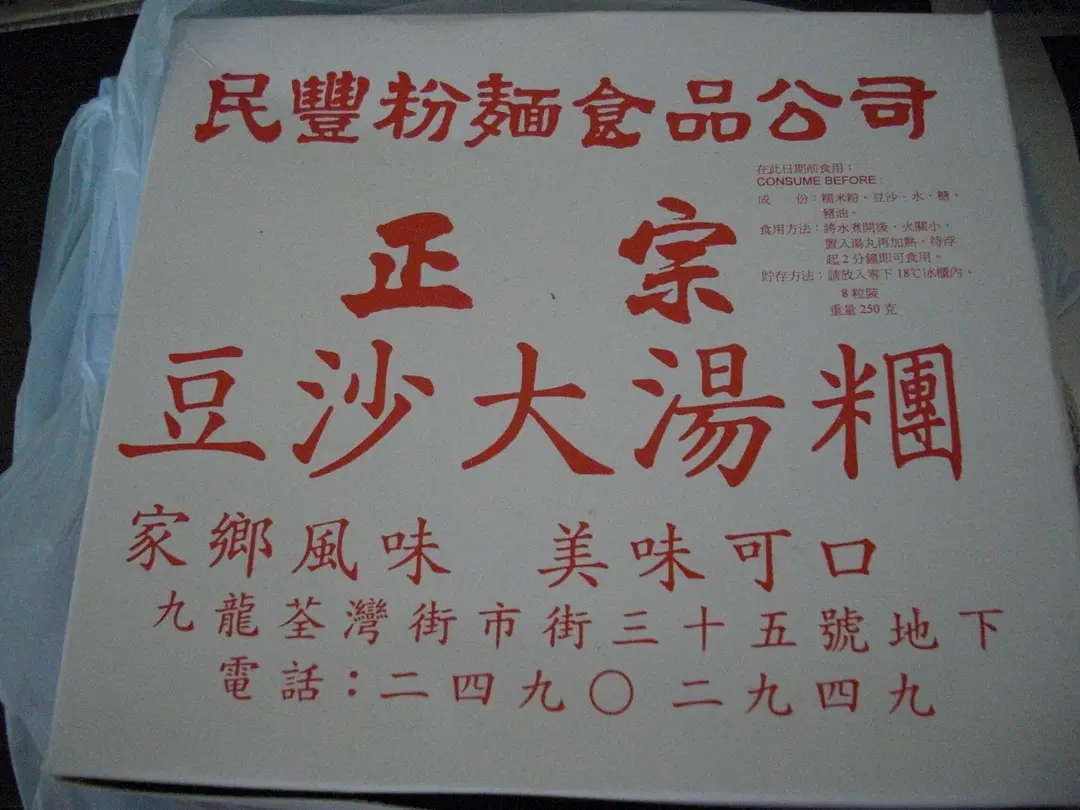 民豐粉麵食品公司
在此日期前食用：
CONSUME BEFORE :
成　份：糯米粉、豆沙、水、糖、
豬油。
食用方法：將水煮開後，火關小，
置入湯丸再加熱，待浮
起2分鐘即可食用。
貯存方法：請放入零下18℃冰櫃內。
8粒裝
重量250克
正宗
豆沙大湯糰
家鄉風味 美味可口
九龍荃灣街市街三十五號地下
電話：二四九〇二九四九